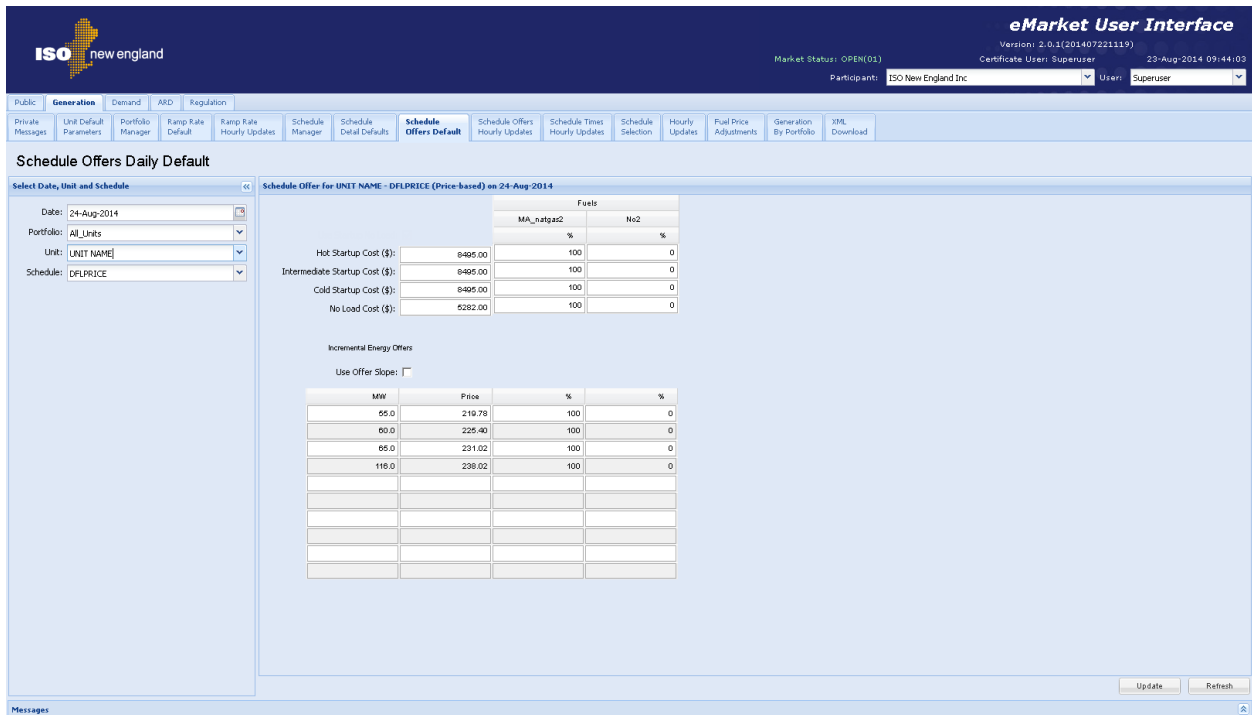 eMarket User Interface
Version: 2.0.1(201407221119)
ISO new england
Market Status: OPEN(01) Certificate User: Superuser 23-Aug-2014 09:44:03
Participant: ISO New England Inc User: Superuser
Public Generation Demand ARD Regulation
Private Messages Unit Default Parameters Portfolio Manager Ramp Rate Default Ramp Rate Hourly Updates Schedule Manager Schedule Detail Defaults Schedule Offers Default Schedule Offers Hourly Updates Schedule Times Hourly Updates Schedule Selection Hourly Updates Fuel Price Adjustments Generation By Portfolio XML Download
Schedule Offers Daily Default
Select Date, Unit and Schedule
Date: 24-Aug-2014
Portfolio: All_Units
Unit: UNIT NAME
Schedule: DFLPRICE
Schedule Offer for UNIT NAME - DFLPRICE (Price-based) on 24-Aug-2014
Fuels
MA_natgas2 No2
% %
Hot Startup Cost ($): 8495.00 100 0
Intermediate Startup Cost ($): 8495.00 100 0
Cold Startup Cost ($): 8495.00 100 0
No Load Cost ($): 5282.00 100 0
Incremental Energy Offers
Use Offer Slope:
MW Price % %
55.0 219.78 100 0
60.0 225.40 100 0
65.0 231.02 100 0
116.0 238.02 100 0
Update Refresh
Messages